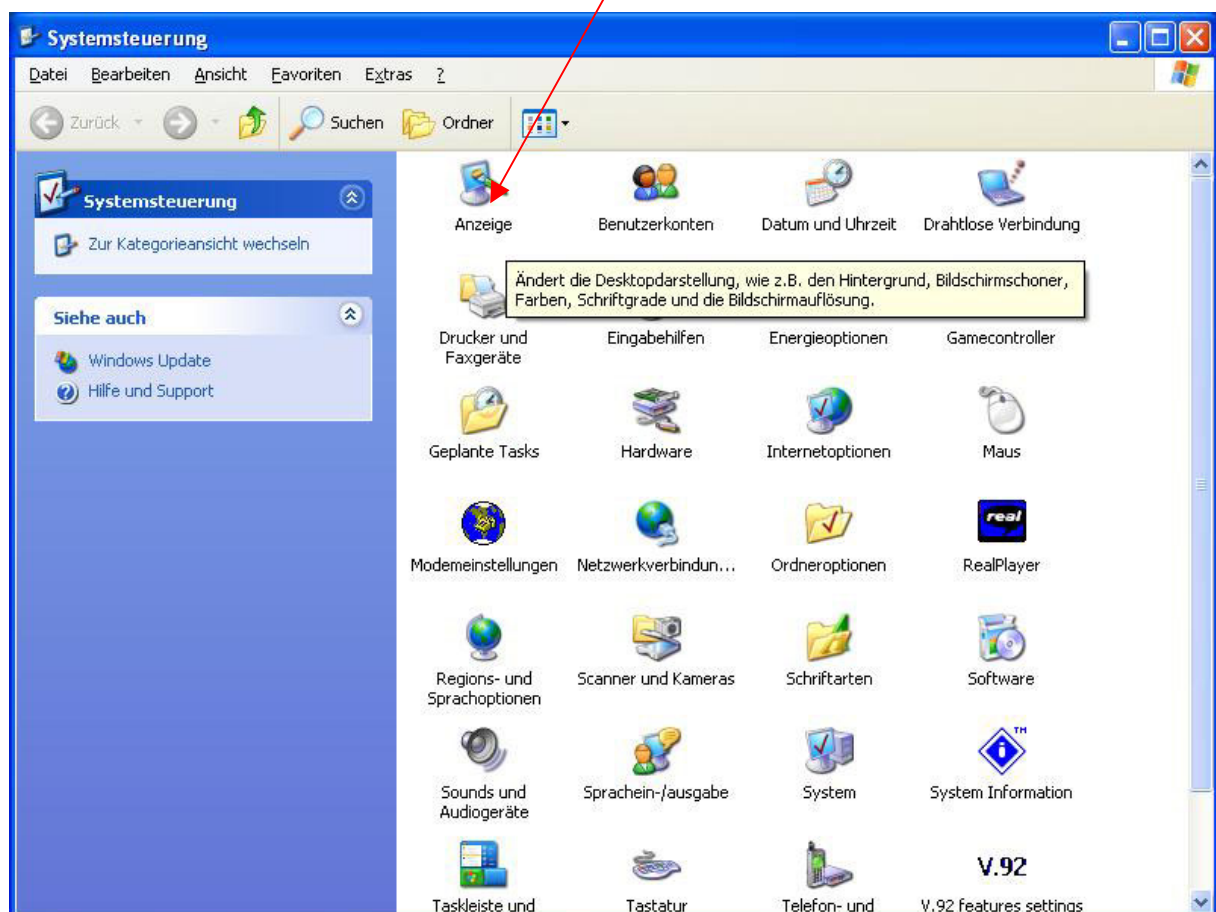 Systemsteuerung
Datei Bearbeiten Ansicht Favoriten Extras ?
Zurück Suchen Ordner
Systemsteuerung
Zur Kategorieansicht wechseln
Siehe auch
Windows Update
Hilfe und Support
Anzeige Benutzerkonten Datum und Uhrzeit Drahtlose Verbindung
Ändert die Desktopdarstellung, wie z.B. den Hintergrund, Bildschirmschoner,
Farben, Schriftgrade und die Bildschirmauflösung.
Drucker und Eingabehilfen Energieoptionen Gamecontroller
Faxgeräte
Geplante Tasks Hardware Internetoptionen Maus
real
Modemeinstellungen Netzwerkverbindun... Ordneroptionen RealPlayer
Regions- und Scanner und Kameras Schriftarten Software
Sprachoptionen
TM
Sounds und Sprachein-/ausgabe System System Information
Audiogeräte
V.92
Taskleiste und Tastatur Telefon- und V.92 features settings